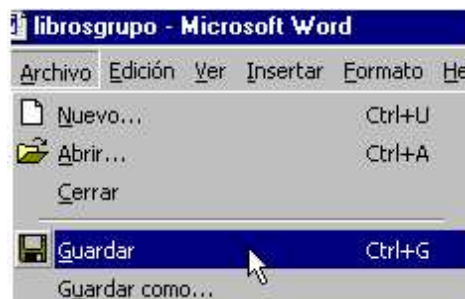 librosgrupo - Microsoft Word
Archivo Edición Ver Insertar Formato He
Nuevo... Ctrl+U
Abrir... Ctrl+A
Cerrar
Guardar Ctrl+G
Guardar como...